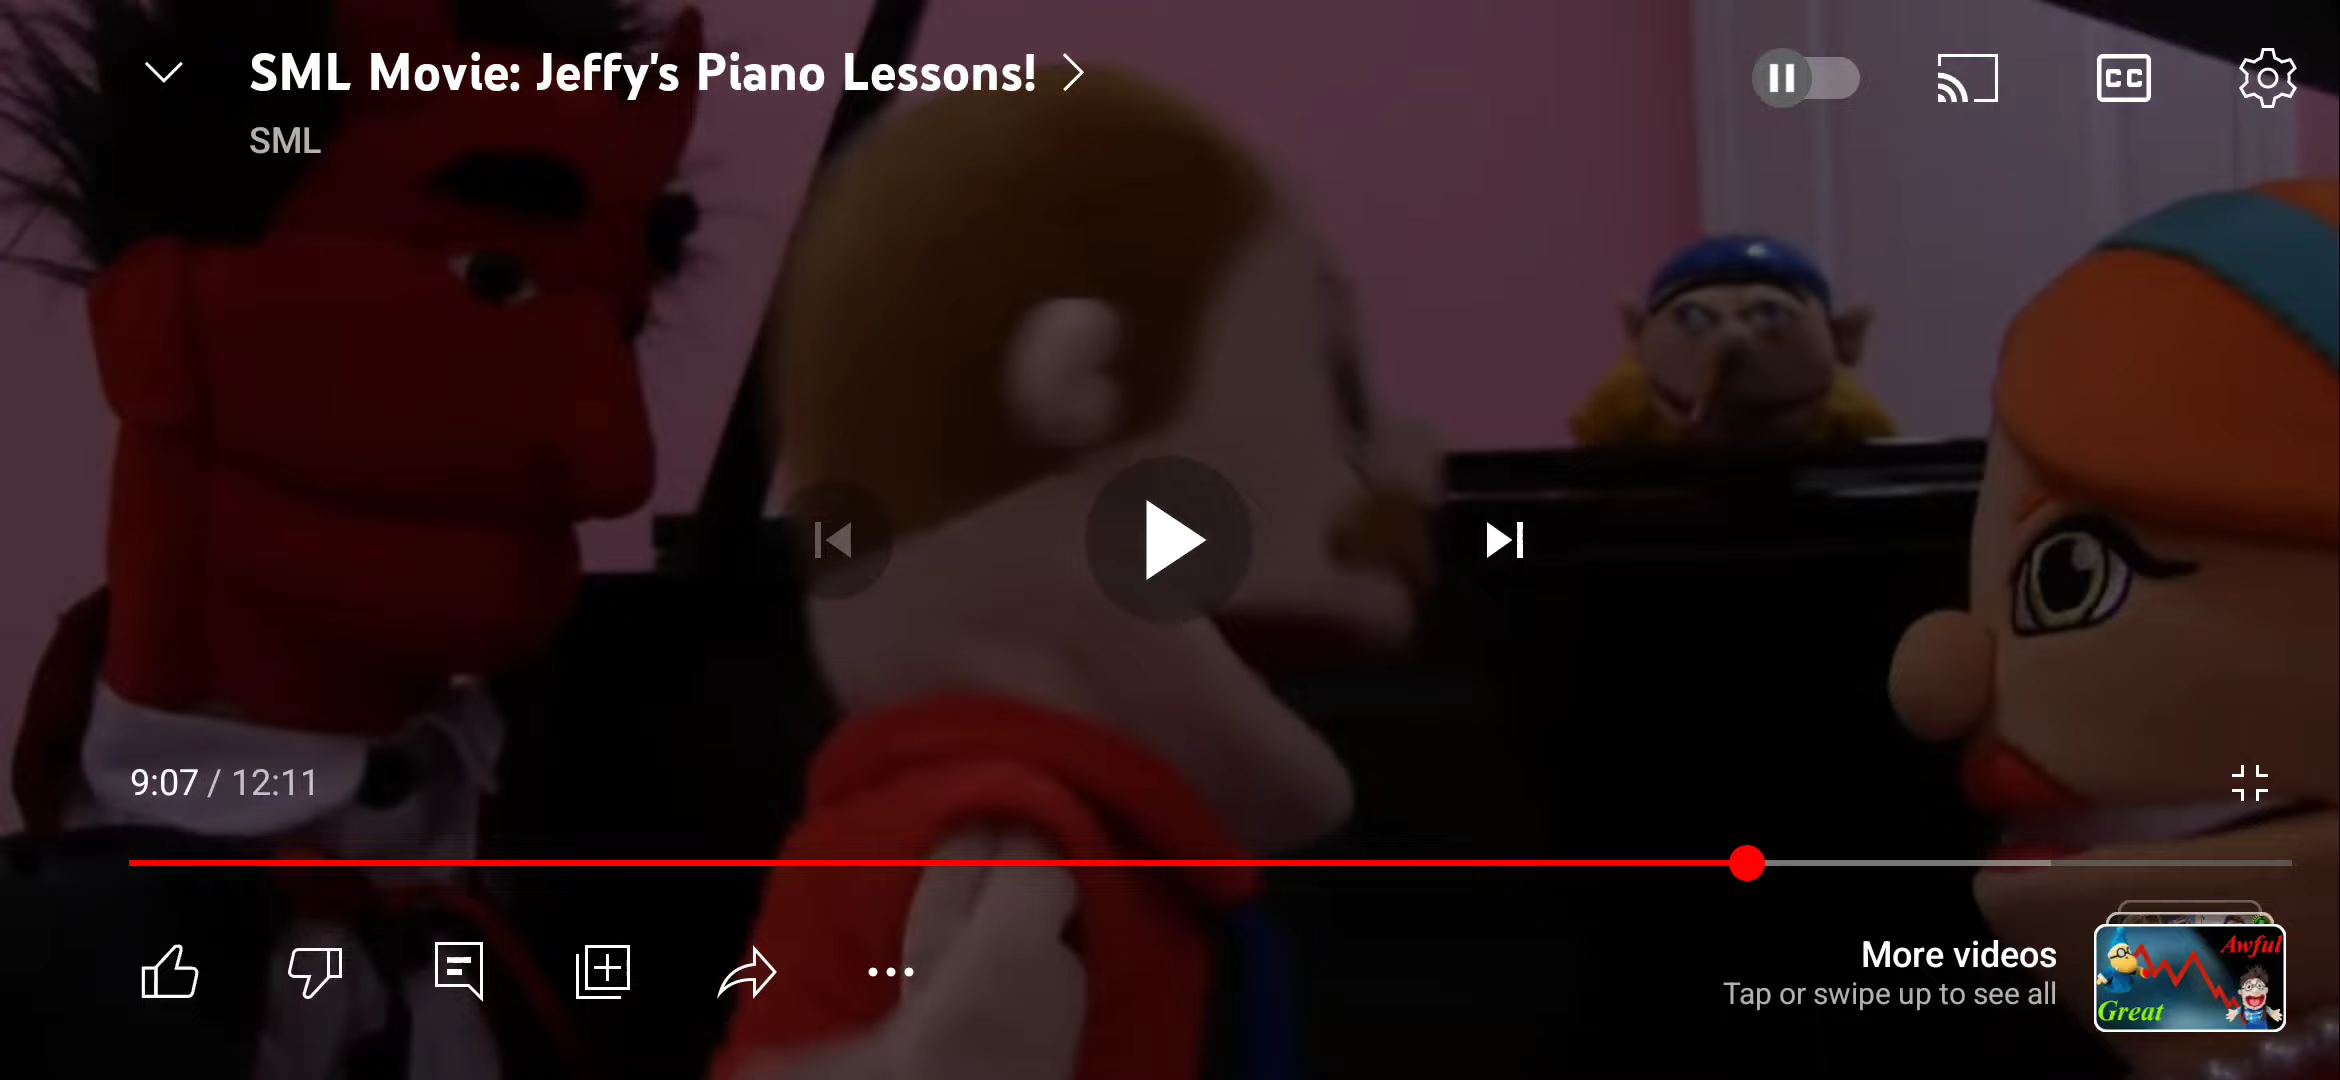 SML Movie: Jeffy's Piano Lessons!
SML
CC
9:07 / 12:11
More videos
Tap or swipe up to see all
Awful
Great